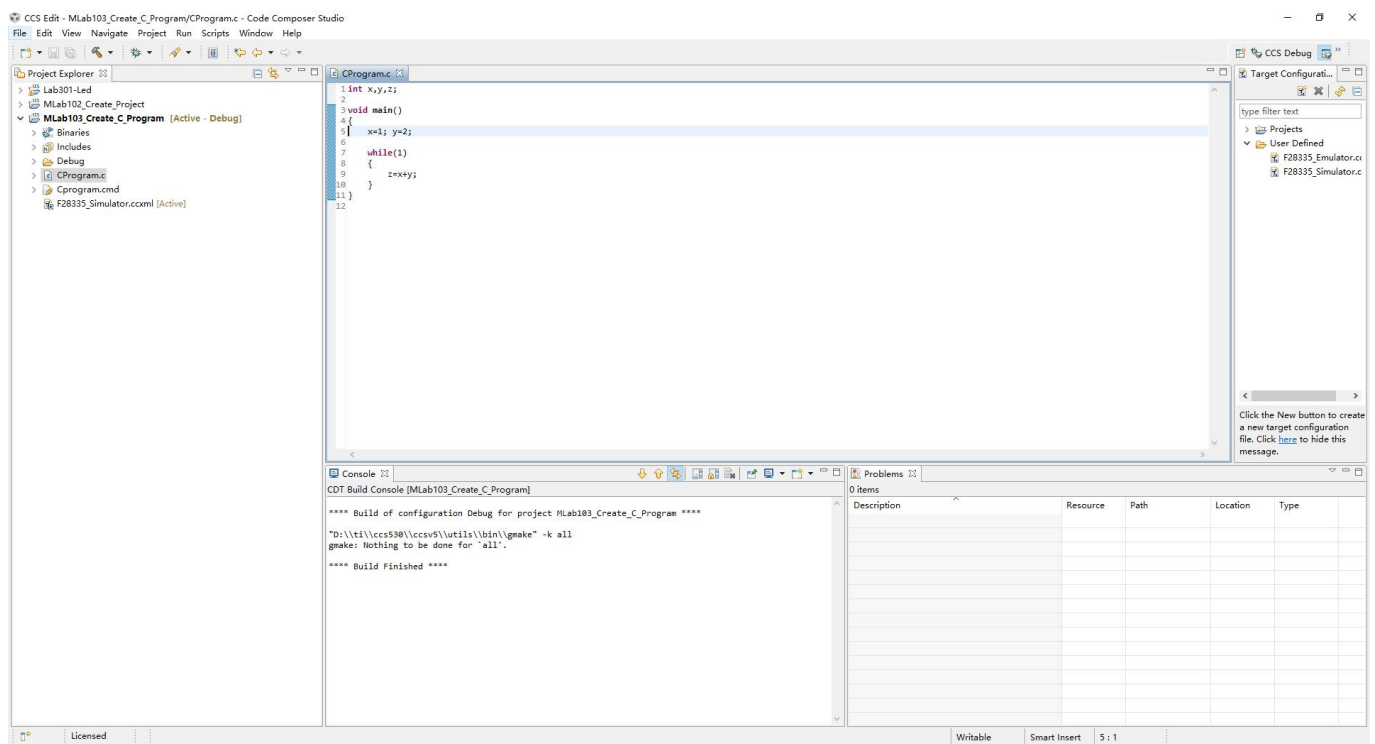 CCS Edit - MLab103_Create_C_Program/CProgram.c - Code Composer Studio
File Edit View Navigate Project Run Scripts Window Help
CCS Debug
Project Explorer
Lab301-Led
MLab102_Create_Project
MLab103_Create_C_Program [Active - Debug]
Binaries
Includes
Debug
CProgram.c
Cprogram.cmd
F28335_Simulator.ccxml [Active]
CProgram.c
1 int x,y,z;
2
3 void main()
4 {
5 x=1; y=2;
6
7 while(1)
8 {
9 z=x+y;
10 }
11 }
12
Target Configurati...
type filter text
Projects
User Defined
F28335_Emulator.cc
F28335_Simulator.c
Click the New button to create
a new target configuration
file. Click here to hide this
message.
Console
CDT Build Console [MLab103_Create_C_Program]
**** Build of configuration Debug for project MLab103_Create_C_Program ****
"D:\\ti\\ccs530\\ccsv5\\utils\\bin\\gmake" -k all
gmake: Nothing to be done for `all'.
**** Build Finished ****
Problems
0 items
Description Resource Path Location Type
Licensed Writable Smart Insert 5 : 1